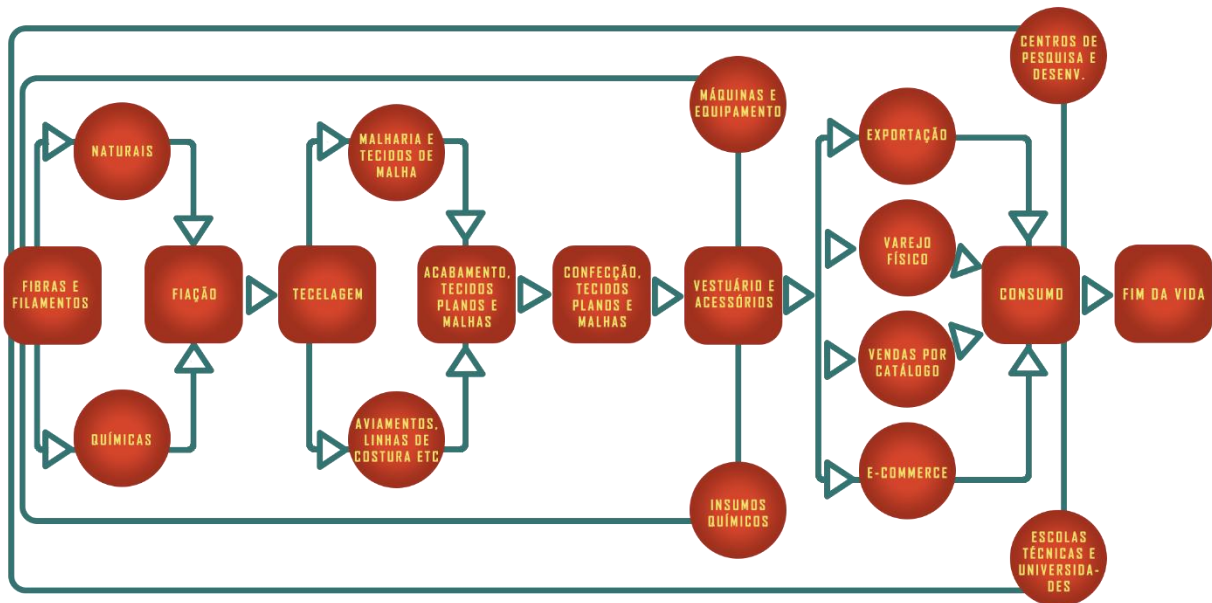 CENTROS DE
PESQUISA E
DESENV.
MÁQUINAS E
EQUIPAMENTO
NATURAIS
MALHARIA E
TECIDOS DE
MALHA
EXPORTAÇÃO
VAREJO
FÍSICO
FIBRAS E
FILAMENTOS
FIAÇÃO
TECELAGEM
ACABAMENTO,
TECIDOS
PLANOS E
MALHAS
CONFECÇÃO,
TECIDOS
PLANOS E
MALHAS
VESTUÁRIO E
ACESSÓRIOS
CONSUMO
FIM DA VIDA
VENDAS POR
CATÁLOGO
QUÍMICAS
AVIAMENTOS,
LINHAS DE
COSTURA ETC
E-COMMERCE
INSUMOS
QUÍMICOS
ESCOLAS
TÉCNICAS E
UNIVERSIDA-
DES